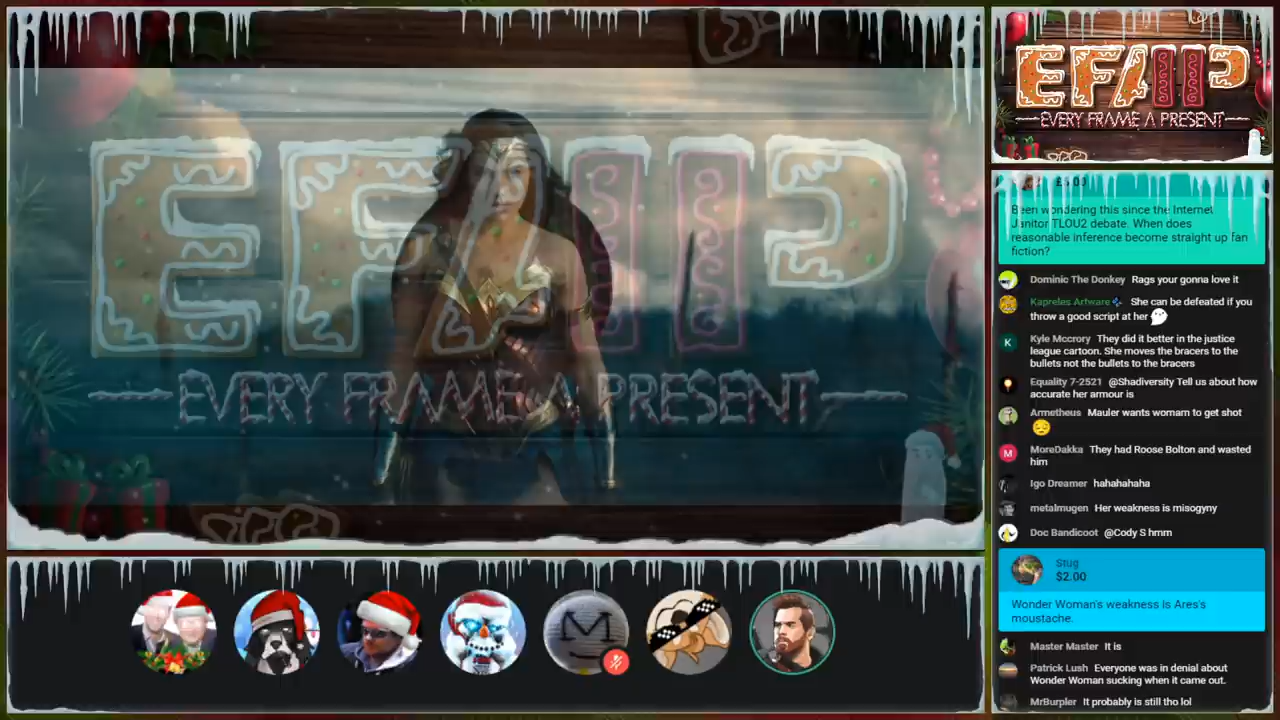 EFAP
EVERY FRAME A PRESENT
EFAP
EVERY FRAME A PRESENT
£5.00
Been wondering this since the Internet
Janitor TLOU2 debate. When does
reasonable inference become straight up fan
fiction?
Dominic The Donkey Rags your gonna love it
Kapreles Artware She can be defeated if you
throw a good script at her
K
Kyle Mccrory They did it better in the justice
league cartoon. She moves the bracers to the
bullets not the bullets to the bracers
Equality 7-2521 @Shadiversity Tell us about how
accurate her armour is
Armetheus Mauler wants womam to get shot
M
MoreDakka They had Roose Bolton and wasted
him
Igo Dreamer hahahahaha
metalmugen Her weakness is misogyny
Doc Bandicoot @Cody S hmm
Stug
$2.00
Wonder Woman's weakness is Ares's
moustache.
Master Master It is
Patrick Lush Everyone was in denial about
Wonder Woman sucking when it came out.
MrBurpler It probably is still tho lol
M